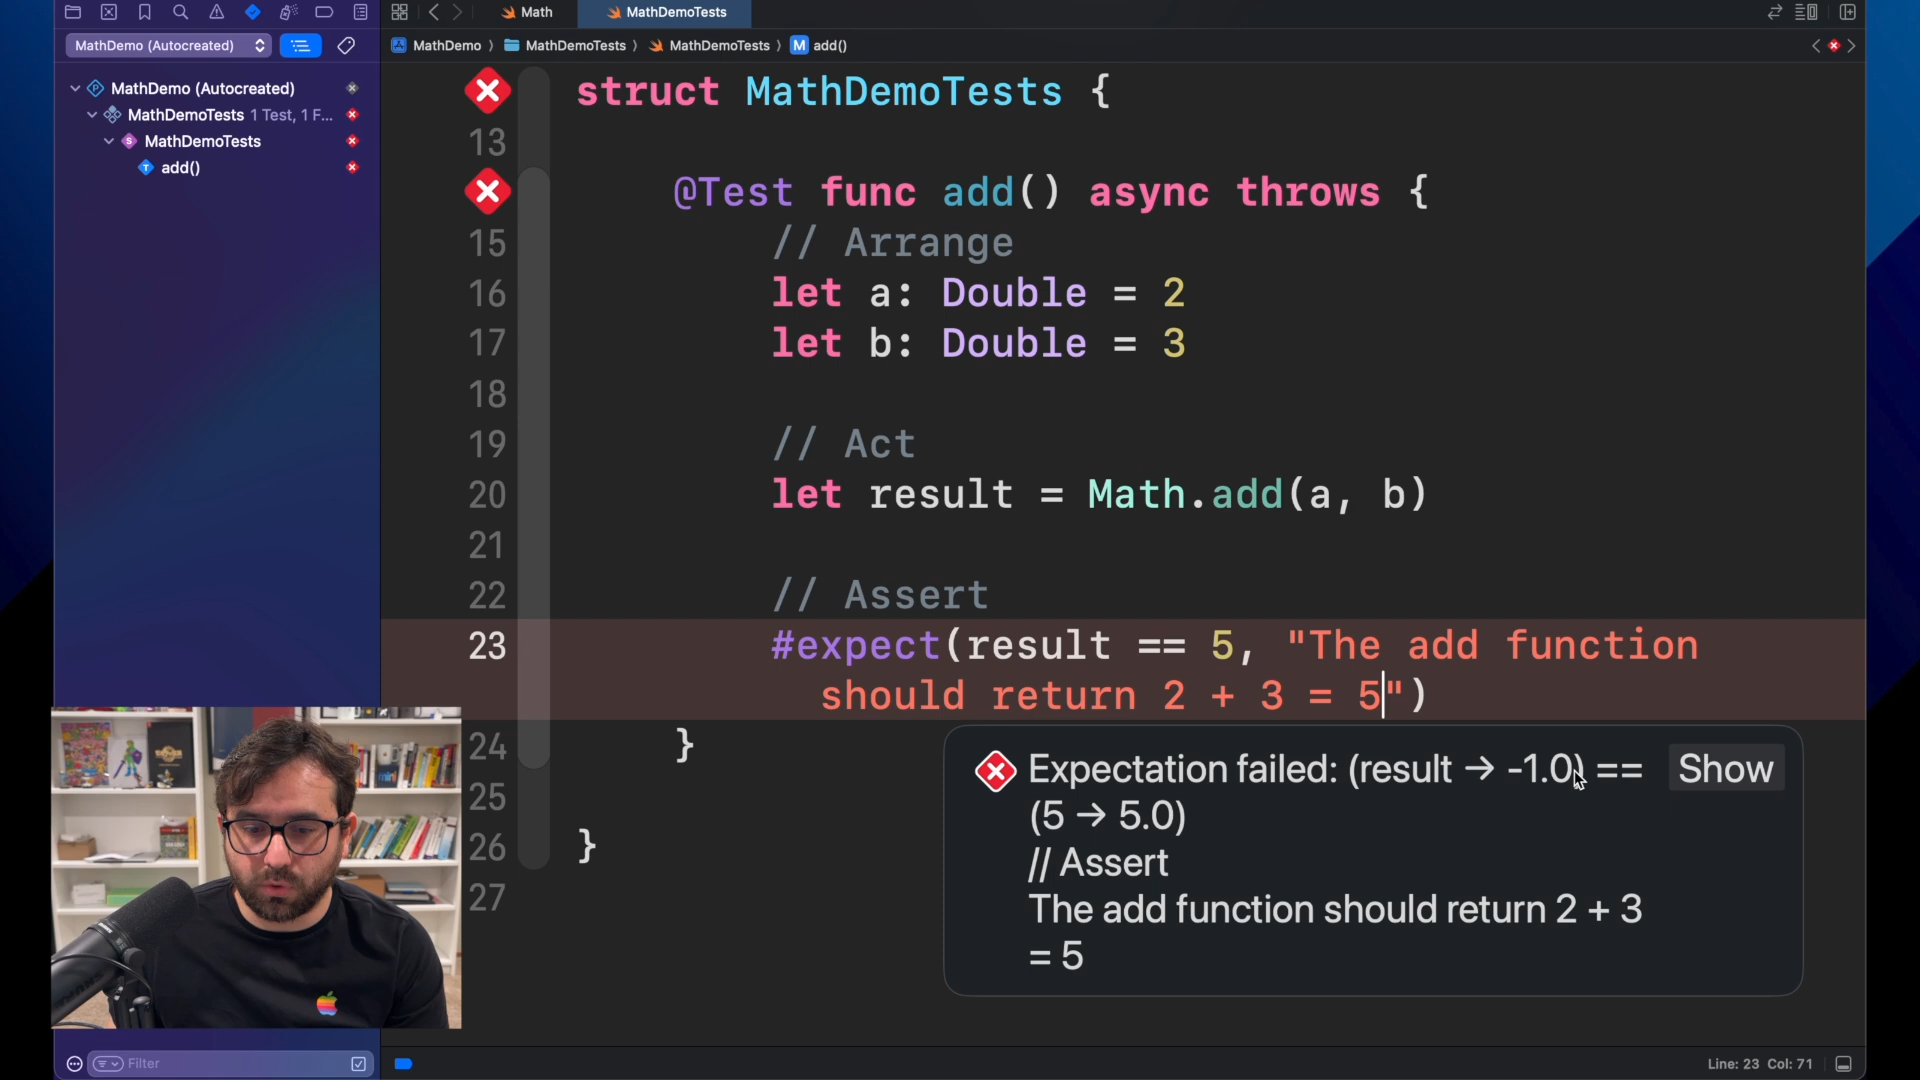 Math
MathDemoTests
MathDemo (Autocreated)
MathDemo
MathDemoTests
MathDemoTests
M
add()
MathDemo (Autocreated)
MathDemoTests 1 Test, 1 F...
MathDemoTests
add()
struct MathDemoTests {
13
@Test func add() async throws {
15 // Arrange
16 let a: Double = 2
17 let b: Double = 3
18
19 // Act
20 let result = Math.add(a, b)
21
22 // Assert
23 #expect(result == 5, "The add function
should return 2 + 3 = 5")
24 }
25
26 }
27
Expectation failed: (result → -1.0) ==
(5 → 5.0)
// Assert
The add function should return 2 + 3
= 5
Show
Filter
Line: 23 Col: 71